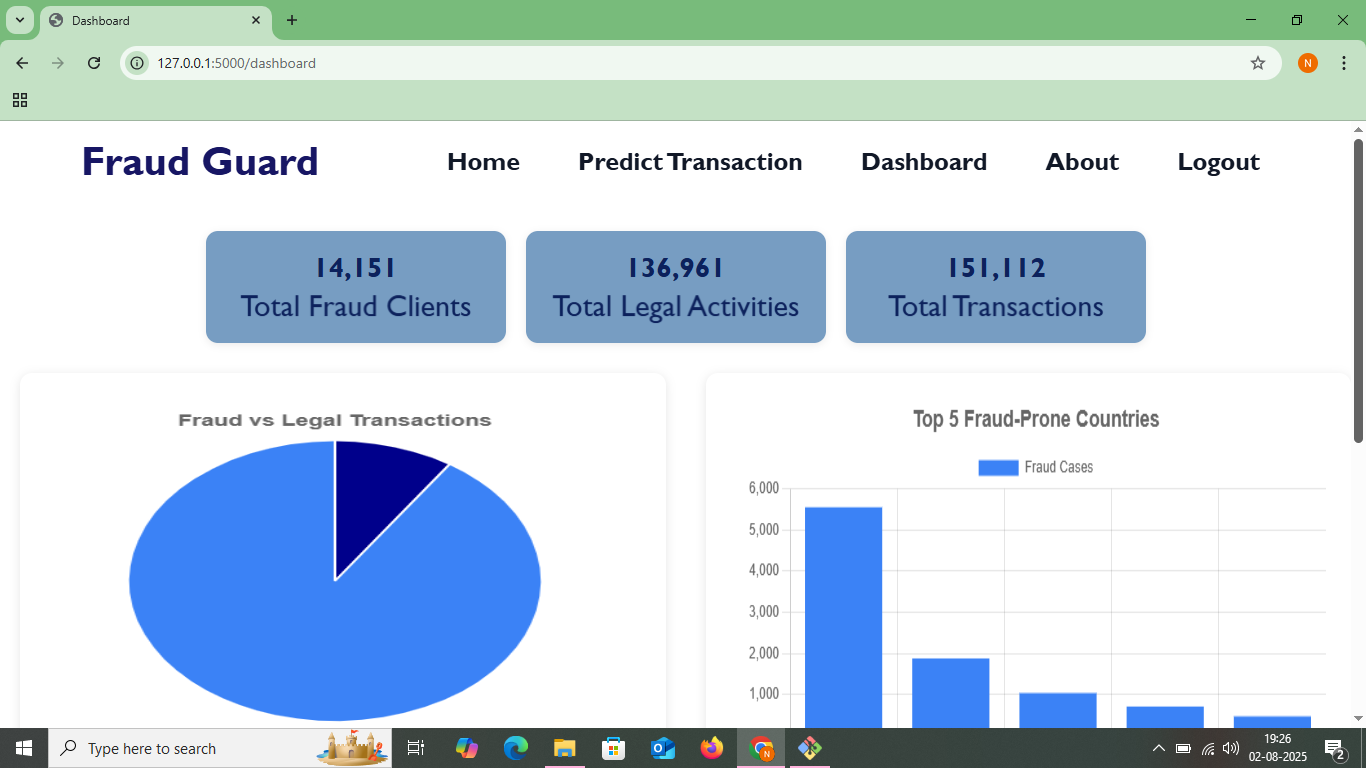 Dashboard
127.0.0.1:5000/dashboard
N
Fraud Guard
Home Predict Transaction Dashboard About Logout
14,151
Total Fraud Clients
136,961
Total Legal Activities
151,112
Total Transactions
Fraud vs Legal Transactions
Top 5 Fraud-Prone Countries
Fraud Cases
6,000
5,000
4,000
3,000
2,000
1,000
Type here to search
N
19:26
02-08-2025
2